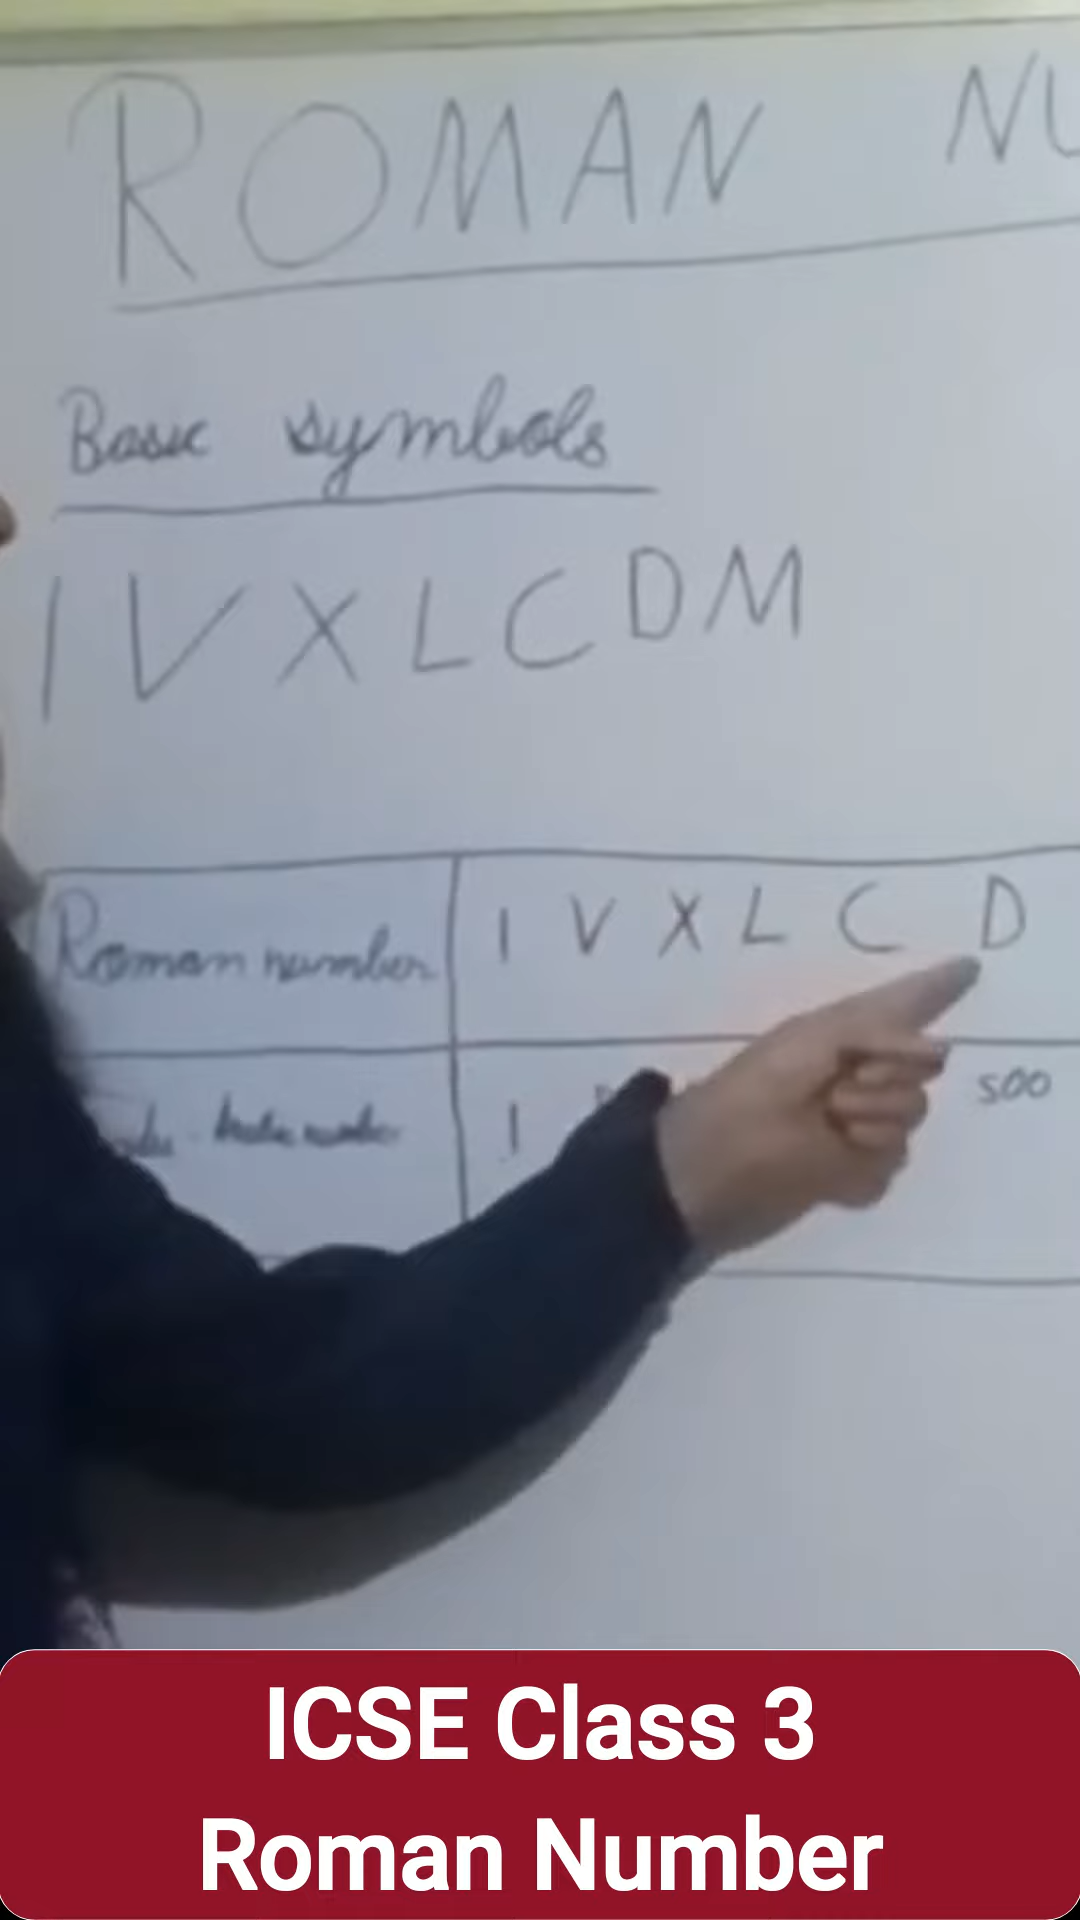 ROMAN NU
Basic symbols
I V X L C D M
Roman number I V X L C D
1 500
ICSE Class 3
Roman Number